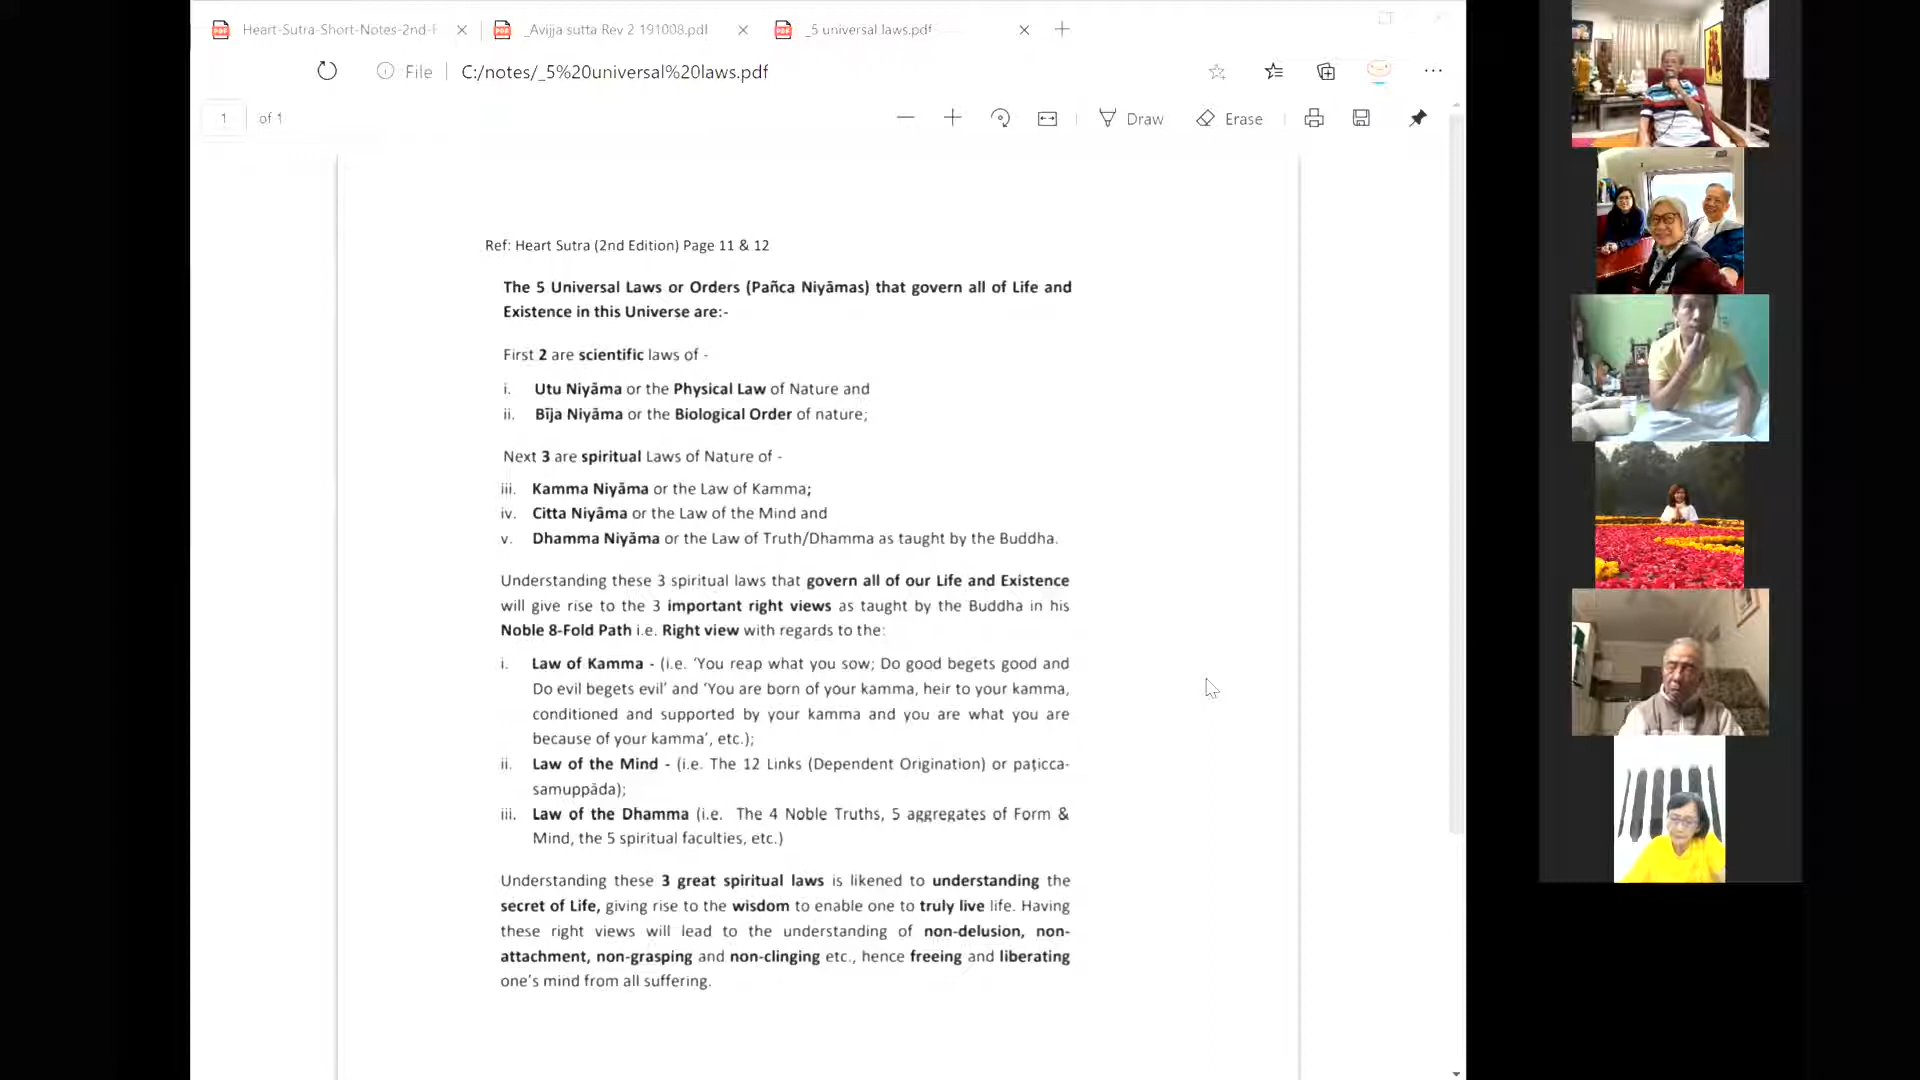 Heart-Sutra-Short-Notes-2nd-
_Avijja sutta Rev 2 191008.pdf
_5 universal laws.pdf
File
C:/notes/_5%20universal%20laws.pdf
1 of 1
Draw
Erase
Ref: Heart Sutra (2nd Edition) Page 11 & 12
The 5 Universal Laws or Orders (Pañca Niyāmas) that govern all of Life and
Existence in this Universe are:-
First 2 are scientific laws of -
i. Utu Niyāma or the Physical Law of Nature and
ii. Bīja Niyāma or the Biological Order of nature;
Next 3 are spiritual Laws of Nature of -
iii. Kamma Niyāma or the Law of Kamma;
iv. Citta Niyāma or the Law of the Mind and
v. Dhamma Niyāma or the Law of Truth/Dhamma as taught by the Buddha.
Understanding these 3 spiritual laws that govern all of our Life and Existence
will give rise to the 3 important right views as taught by the Buddha in his
Noble 8-Fold Path i.e. Right view with regards to the:
i. Law of Kamma - (i.e. 'You reap what you sow; Do good begets good and
Do evil begets evil' and 'You are born of your kamma, heir to your kamma,
conditioned and supported by your kamma and you are what you are
because of your kamma', etc.);
ii. Law of the Mind - (i.e. The 12 Links (Dependent Origination) or paṭicca-
samuppāda);
iii. Law of the Dhamma (i.e. The 4 Noble Truths, 5 aggregates of Form &
Mind, the 5 spiritual faculties, etc.)
Understanding these 3 great spiritual laws is likened to understanding the
secret of Life, giving rise to the wisdom to enable one to truly live life. Having
these right views will lead to the understanding of non-delusion, non-
attachment, non-grasping and non-clinging etc., hence freeing and liberating
one's mind from all suffering.